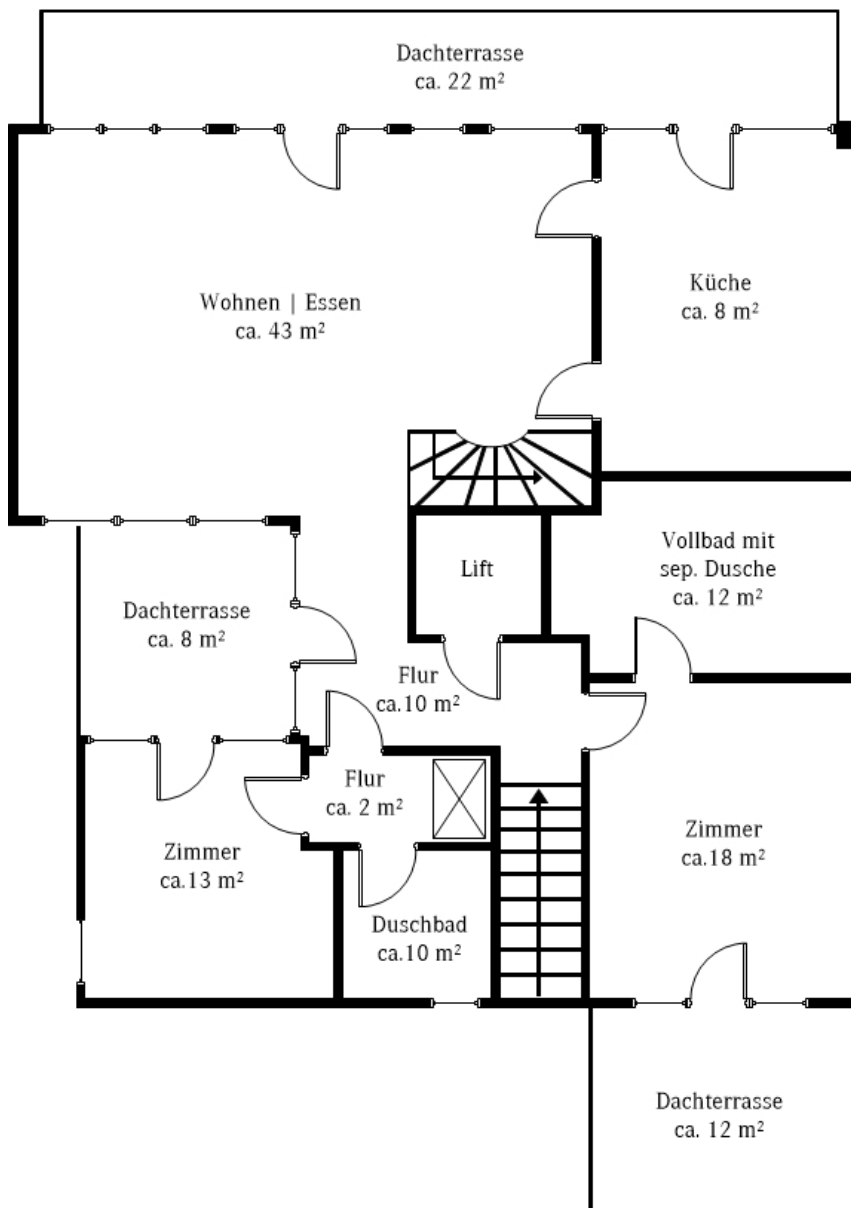 Dachterrasse
ca. 22 m²
Wohnen | Essen
ca. 43 m²
Küche
ca. 8 m²
Lift
Vollbad mit
sep. Dusche
ca. 12 m²
Dachterrasse
ca. 8 m²
Flur
ca.10 m²
Flur
ca. 2 m²
Zimmer
ca.13 m²
Zimmer
ca.18 m²
Duschbad
ca.10 m²
Dachterrasse
ca. 12 m²